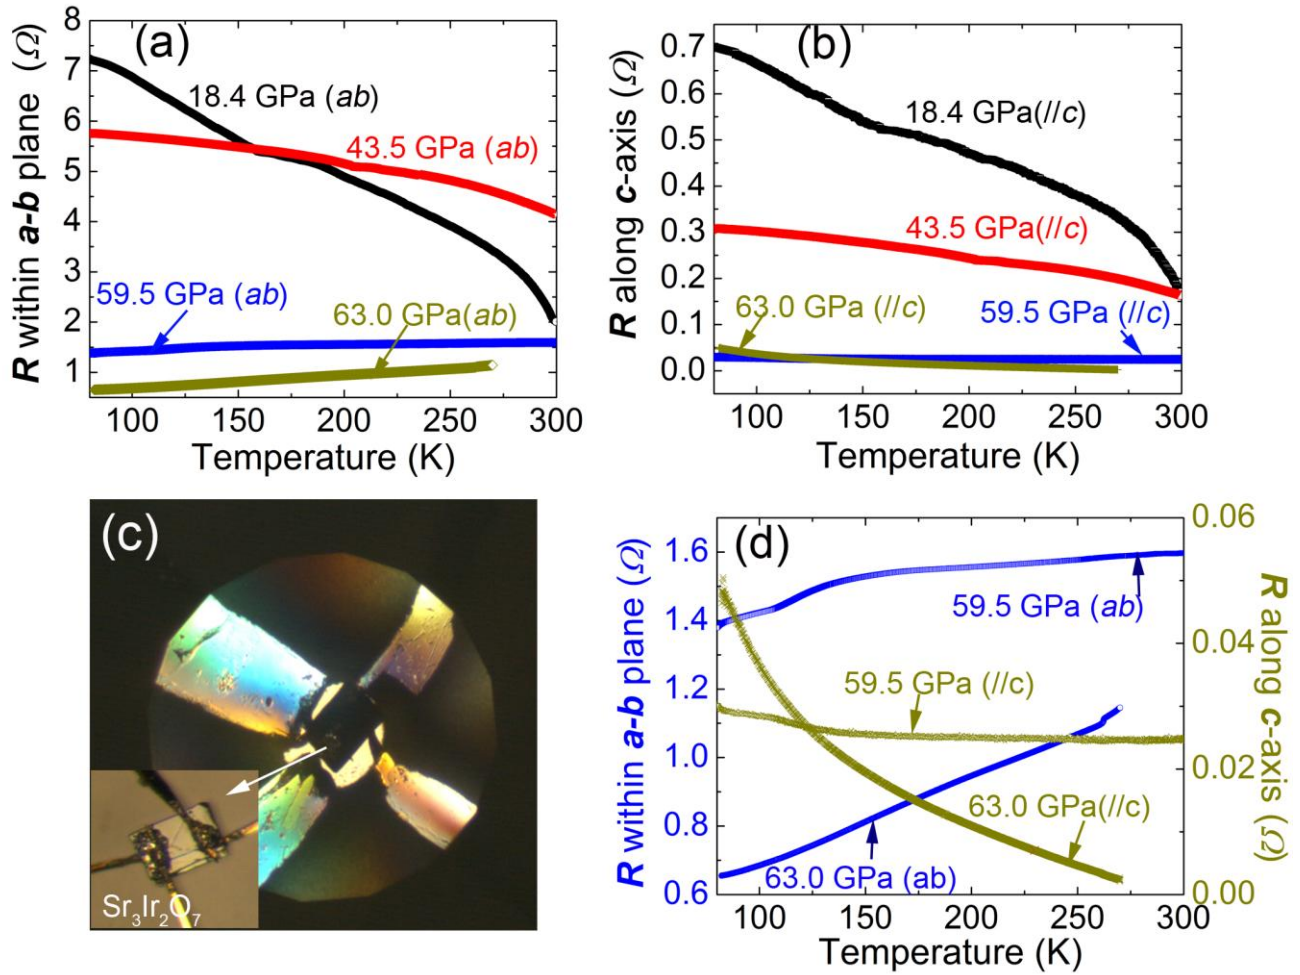 (a)
R within a-b plane (Ω)
8
7
6
5
4
3
2
1
18.4 GPa (ab)
43.5 GPa (ab)
59.5 GPa (ab)
63.0 GPa(ab)
100 150 200 250 300
Temperature (K)
(b)
R along c-axis (Ω)
0.7
0.6
0.5
0.4
0.3
0.2
0.1
0.0
18.4 GPa(//c)
43.5 GPa(//c)
63.0 GPa (//c)
59.5 GPa (//c)
100 150 200 250 300
Temperature (K)
(c)
Sr3Ir2O7
(d)
R within a-b plane (Ω)
1.6
1.4
1.2
1.0
0.8
0.6
59.5 GPa (ab)
59.5 GPa (//c)
63.0 GPa(//c)
63.0 GPa (ab)
0.06
0.04
0.02
0.00
R along c-axis (Ω)
100 150 200 250 300
Temperature (K)